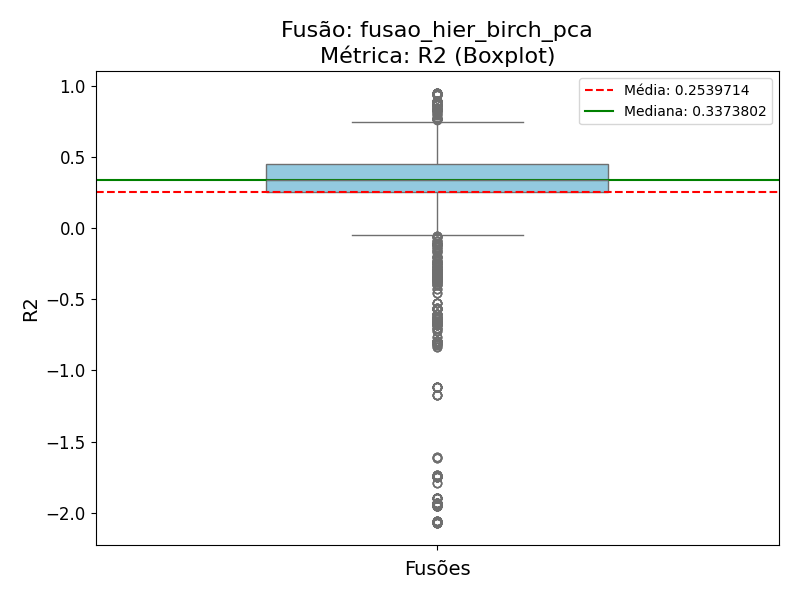 Fusão: fusao_hier_birch_pca
Métrica: R2 (Boxplot)
Média: 0.2539714
Mediana: 0.3373802
1.0
0.5
0.0
−0.5
−1.0
−1.5
−2.0
R2
Fusões